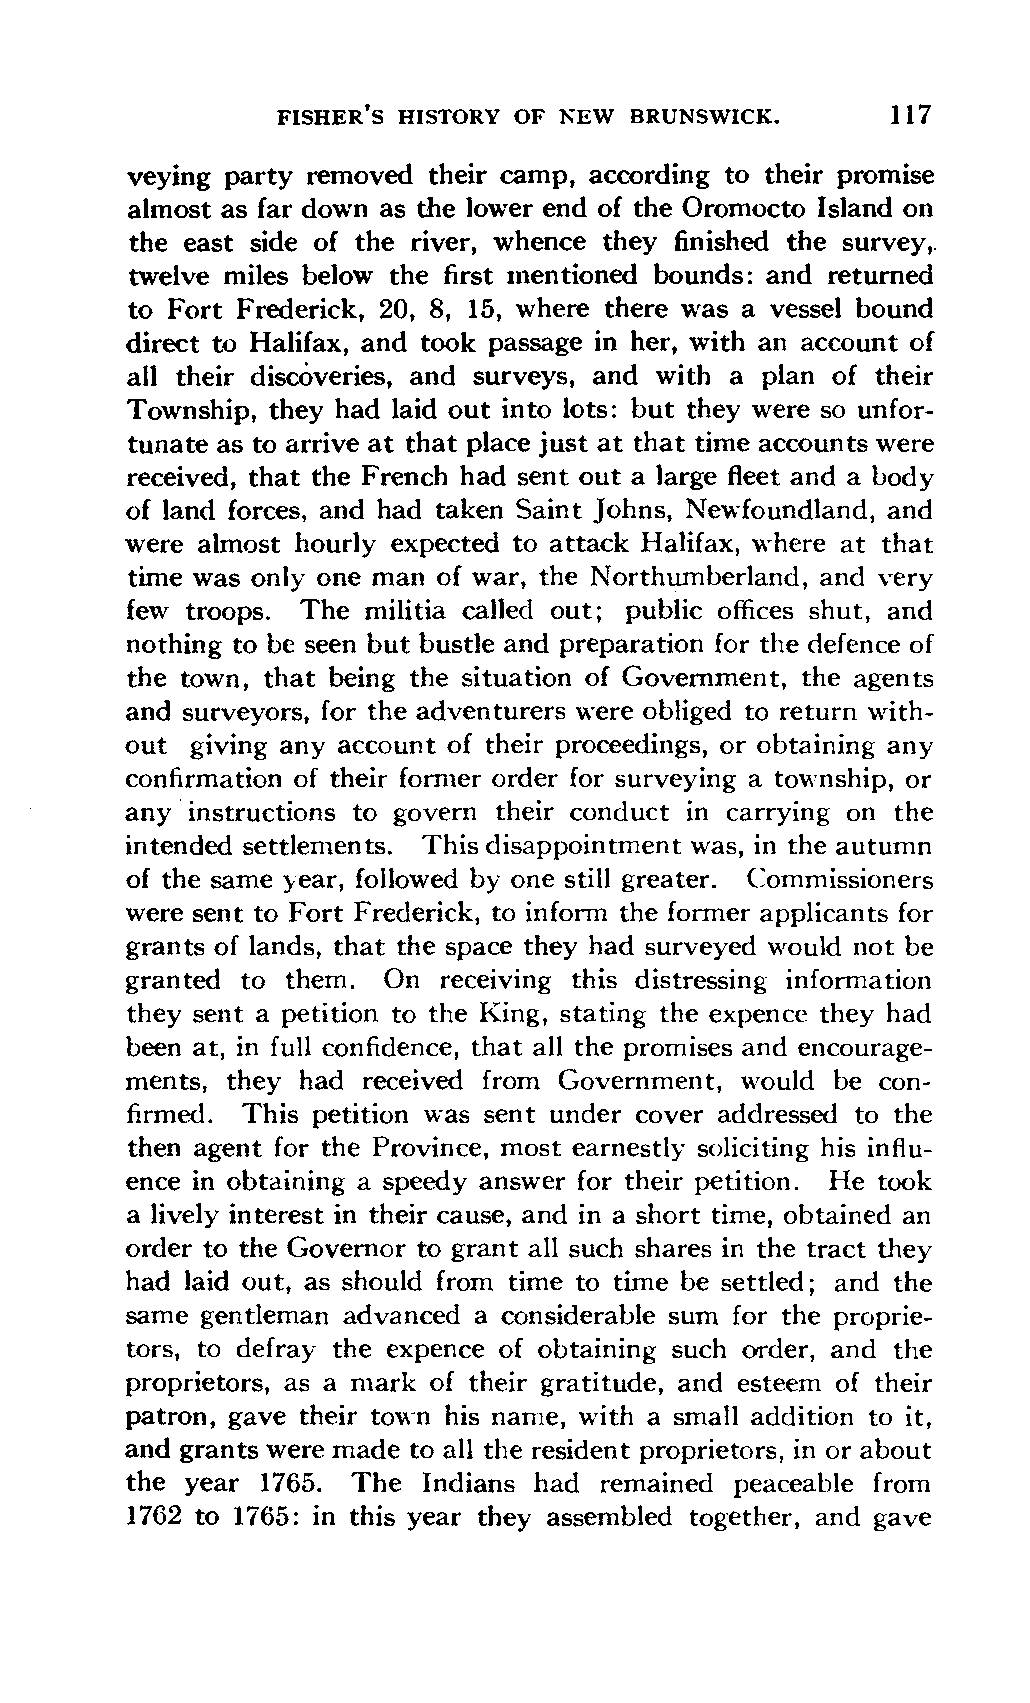 FISHER'S HISTORY OF NEW BRUNSWICK. 117
veying party removed their camp, according to their promise
almost as far down as the lower end of the Oromocto Island on
the east side of the river, whence they finished the survey,.
twelve miles below the first mentioned bounds: and returned
to Fort Frederick, 20, 8, 15, where there was a vessel bound
direct to Halifax, and took passage in her, with an account of
all their discoveries, and surveys, and with a plan of their
Township, they had laid out into lots: but they were so unfor-
tunate as to arrive at that place just at that time accounts were
received, that the French had sent out a large fleet and a body
of land forces, and had taken Saint Johns, Newfoundland, and
were almost hourly expected to attack Halifax, where at that
time was only one man of war, the Northumberland, and very
few troops. The militia called out; public offices shut, and
nothing to be seen but bustle and preparation for the defence of
the town, that being the situation of Government, the agents
and surveyors, for the adventurers were obliged to return with-
out giving any account of their proceedings, or obtaining any
confirmation of their former order for surveying a township, or
any instructions to govern their conduct in carrying on the
intended settlements. This disappointment was, in the autumn
of the same year, followed by one still greater. Commissioners
were sent to Fort Frederick, to inform the former applicants for
grants of lands, that the space they had surveyed would not be
granted to them. On receiving this distressing information
they sent a petition to the King, stating the expence they had
been at, in full confidence, that all the promises and encourage-
ments, they had received from Government, would be con-
firmed. This petition was sent under cover addressed to the
then agent for the Province, most earnestly soliciting his influ-
ence in obtaining a speedy answer for their petition. He took
a lively interest in their cause, and in a short time, obtained an
order to the Governor to grant all such shares in the tract they
had laid out, as should from time to time be settled; and the
same gentleman advanced a considerable sum for the proprie-
tors, to defray the expence of obtaining such order, and the
proprietors, as a mark of their gratitude, and esteem of their
patron, gave their town his name, with a small addition to it,
and grants were made to all the resident proprietors, in or about
the year 1765. The Indians had remained peaceable from
1762 to 1765: in this year they assembled together, and gave